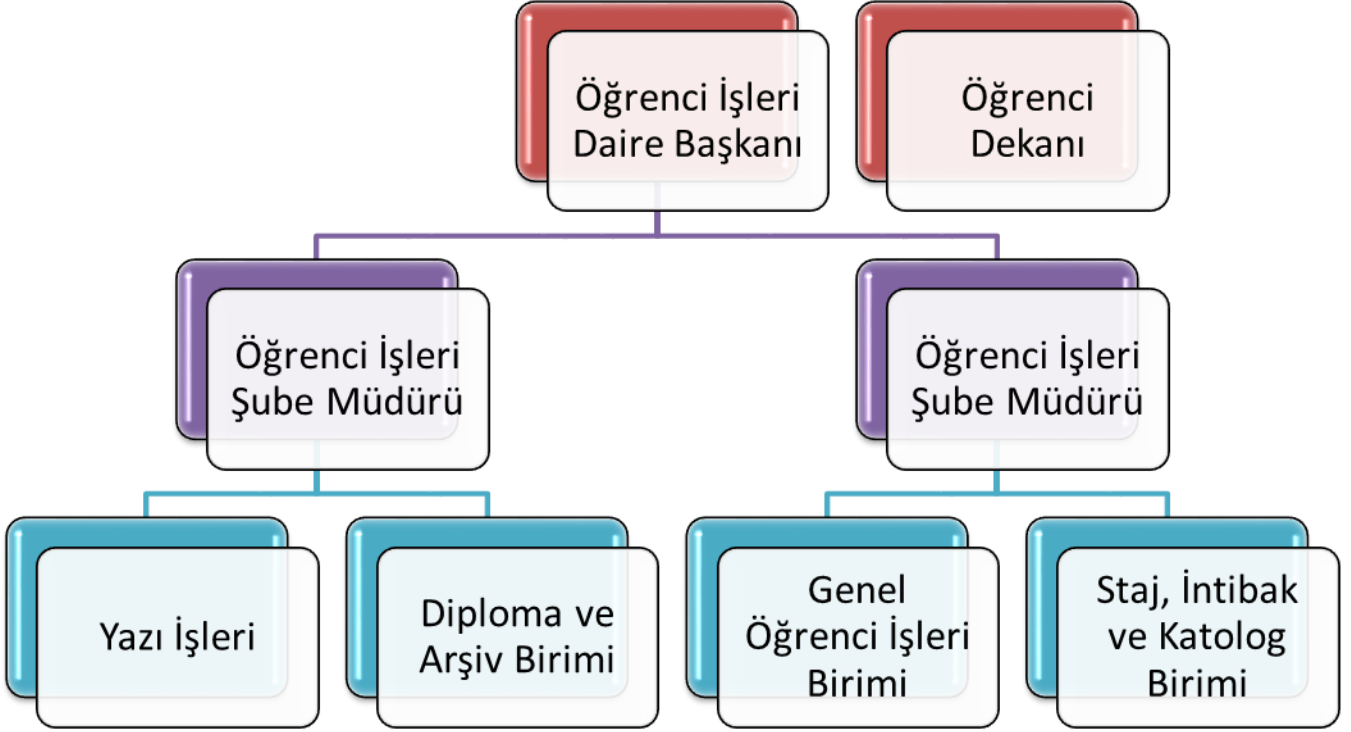 Öğrenci İşleri
Daire Başkanı
Öğrenci
Dekanı
Öğrenci İşleri
Şube Müdürü
Öğrenci İşleri
Şube Müdürü
Yazı İşleri
Diploma ve
Arşiv Birimi
Genel
Öğrenci İşleri
Birimi
Staj, İntibak
ve Katolog
Birimi